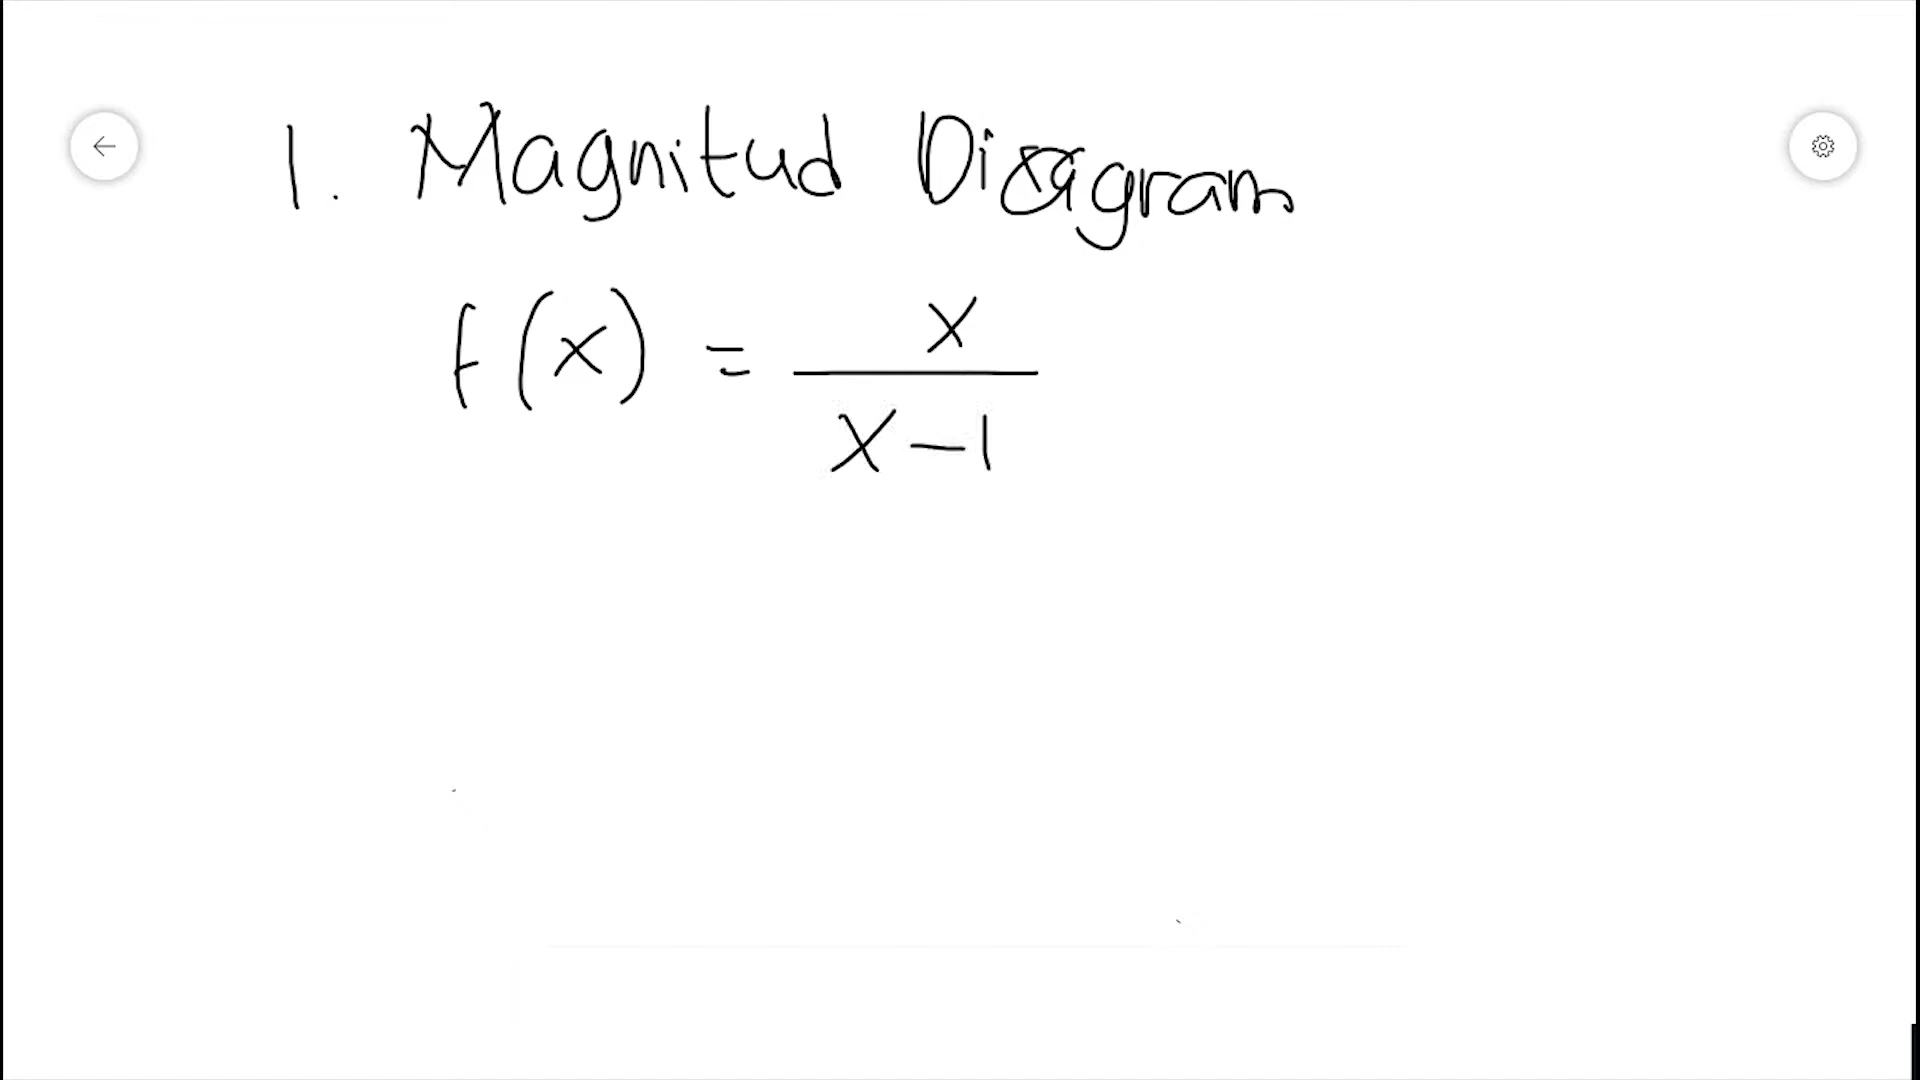 1. Magnitud Diagram
f(x) = x / x-1